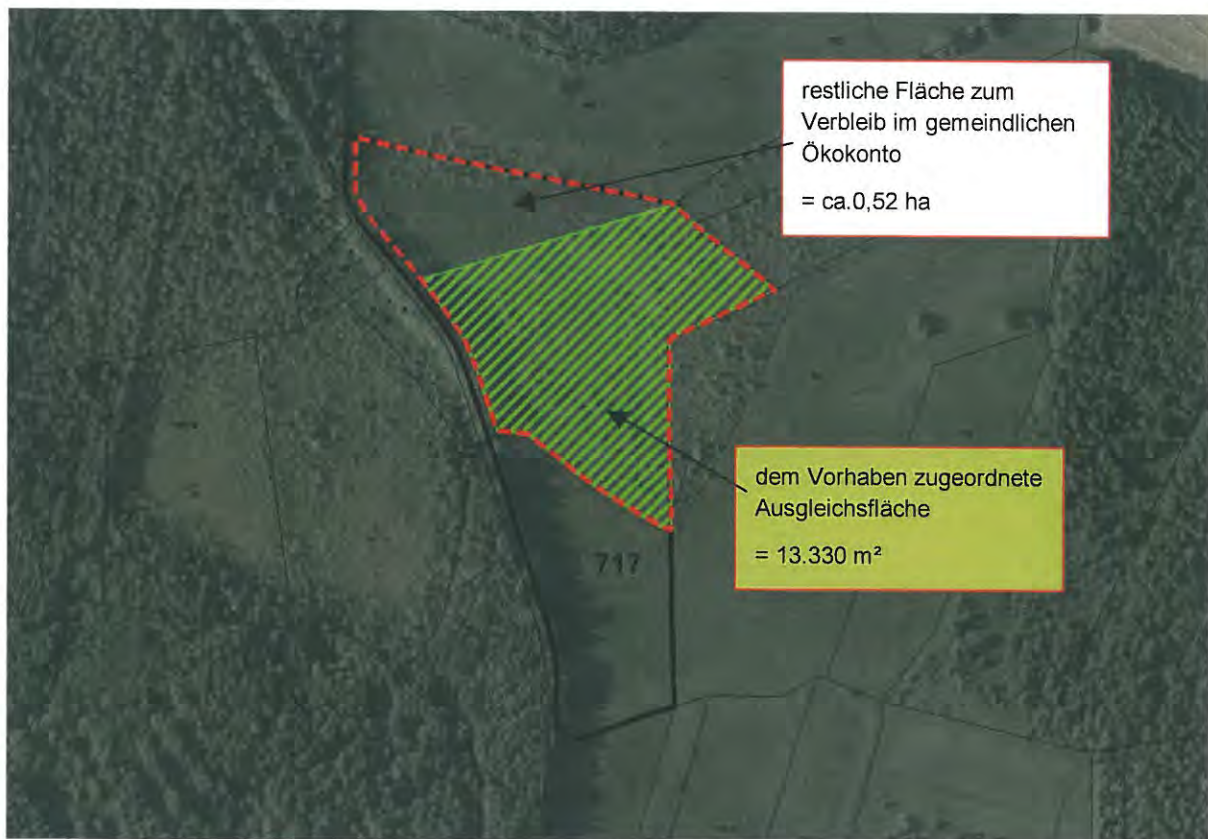 restliche Fläche zum
Verbleib im gemeindlichen
Ökokonto
= ca.0,52 ha
dem Vorhaben zugeordnete
Ausgleichsfläche
= 13.330 m²
717